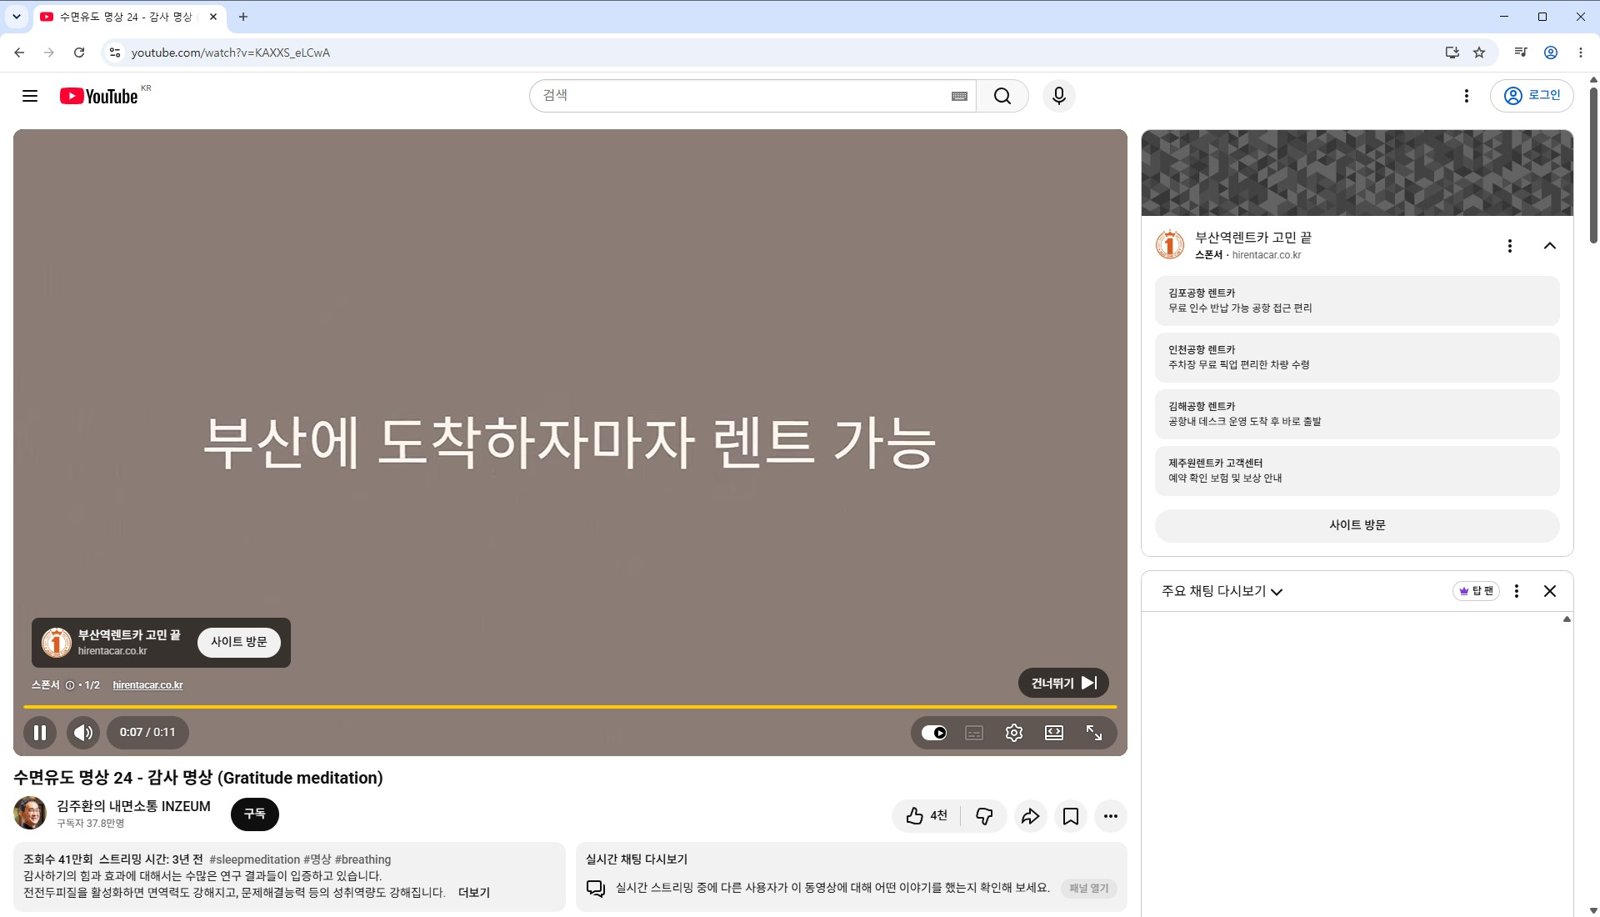 수면유도 명상 24 - 감사 명상
youtube.com/watch?v=KAXXS_eLCwA
YouTube KR
검색
로그인
부산에 도착하자마자 렌트 가능
부산역렌트카 고민 끝
hirentacar.co.kr
사이트 방문
스폰서 • 1/2 hirentacar.co.kr
건너뛰기
0:07 / 0:11
수면유도 명상 24 - 감사 명상 (Gratitude meditation)
김주환의 내면소통 INZEUM
구독자 37.8만명
구독
4천
조회수 41만회 스트리밍 시간: 3년 전 #sleepmeditation #명상 #breathing
감사하기의 힘과 효과에 대해서는 수많은 연구 결과들이 입증하고 있습니다.
전전두피질을 활성화하면 면역력도 강해지고, 문제해결능력 등의 성취역량도 강해집니다. 더보기
실시간 채팅 다시보기
실시간 스트리밍 중에 다른 사용자가 이 동영상에 대해 어떤 이야기를 했는지 확인해 보세요.
패널 열기
1
부산역렌트카 고민 끝
스폰서 · hirentacar.co.kr
김포공항 렌트카
무료 인수 반납 가능 공항 접근 편리
인천공항 렌트카
주차장 무료 픽업 편리한 차량 수령
김해공항 렌트카
공항내 데스크 운영 도착 후 바로 출발
제주원렌트카 고객센터
예약 확인 보험 및 보상 안내
사이트 방문
주요 채팅 다시보기
탑 팬